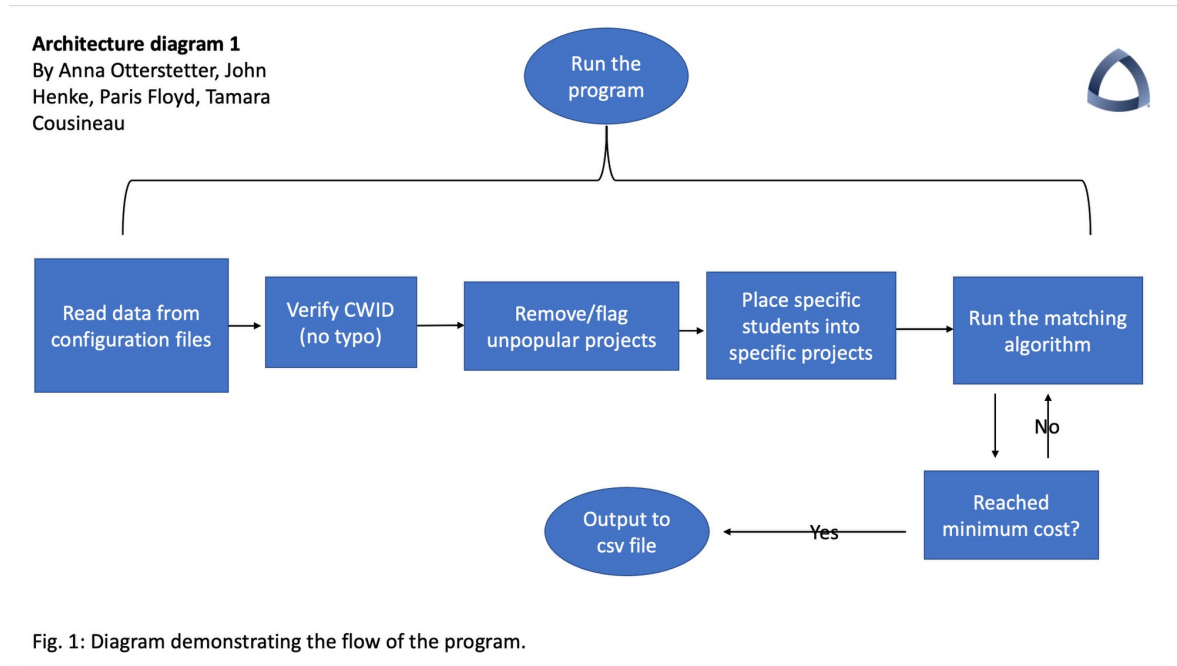 Architecture diagram 1
By Anna Otterstetter, John
Henke, Paris Floyd, Tamara
Cousineau
Run the
program
Read data from
configuration files
Verify CWID
(no typo)
Remove/flag
unpopular projects
Place specific
students into
specific projects
Run the matching
algorithm
No
Reached
minimum cost?
Yes
Output to
csv file
Fig. 1: Diagram demonstrating the flow of the program.